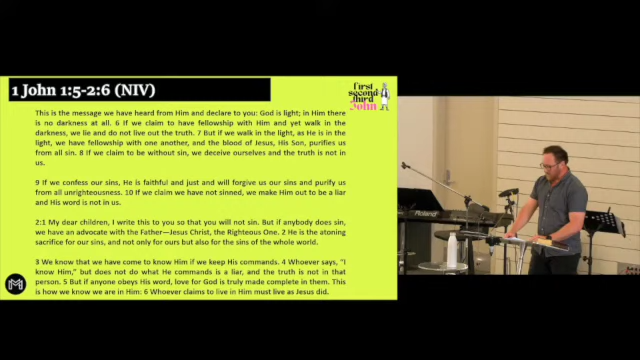 1 John 1:5-2:6 (NIV)
first
second
third
John
This is the message we have heard from Him and declare to you: God is light; in Him there
is no darkness at all. 6 If we claim to have fellowship with Him and yet walk in the
darkness, we lie and do not live out the truth. 7 But if we walk in the light, as He is in the
light, we have fellowship with one another, and the blood of Jesus, His Son, purifies us
from all sin. 8 If we claim to be without sin, we deceive ourselves and the truth is not in
us.
9 If we confess our sins, He is faithful and just and will forgive us our sins and purify us
from all unrighteousness. 10 If we claim we have not sinned, we make Him out to be a liar
and His word is not in us.
2:1 My dear children, I write this to you so that you will not sin. But if anybody does sin,
we have an advocate with the Father—Jesus Christ, the Righteous One. 2 He is the atoning
sacrifice for our sins, and not only for ours but also for the sins of the whole world.
3 We know that we have come to know Him if we keep His commands. 4 Whoever says, “I
know Him,” but does not do what He commands is a liar, and the truth is not in that
person. 5 But if anyone obeys His word, love for God is truly made complete in them. This
is how we know we are in Him: 6 Whoever claims to live in Him must live as Jesus did.
M
Roland